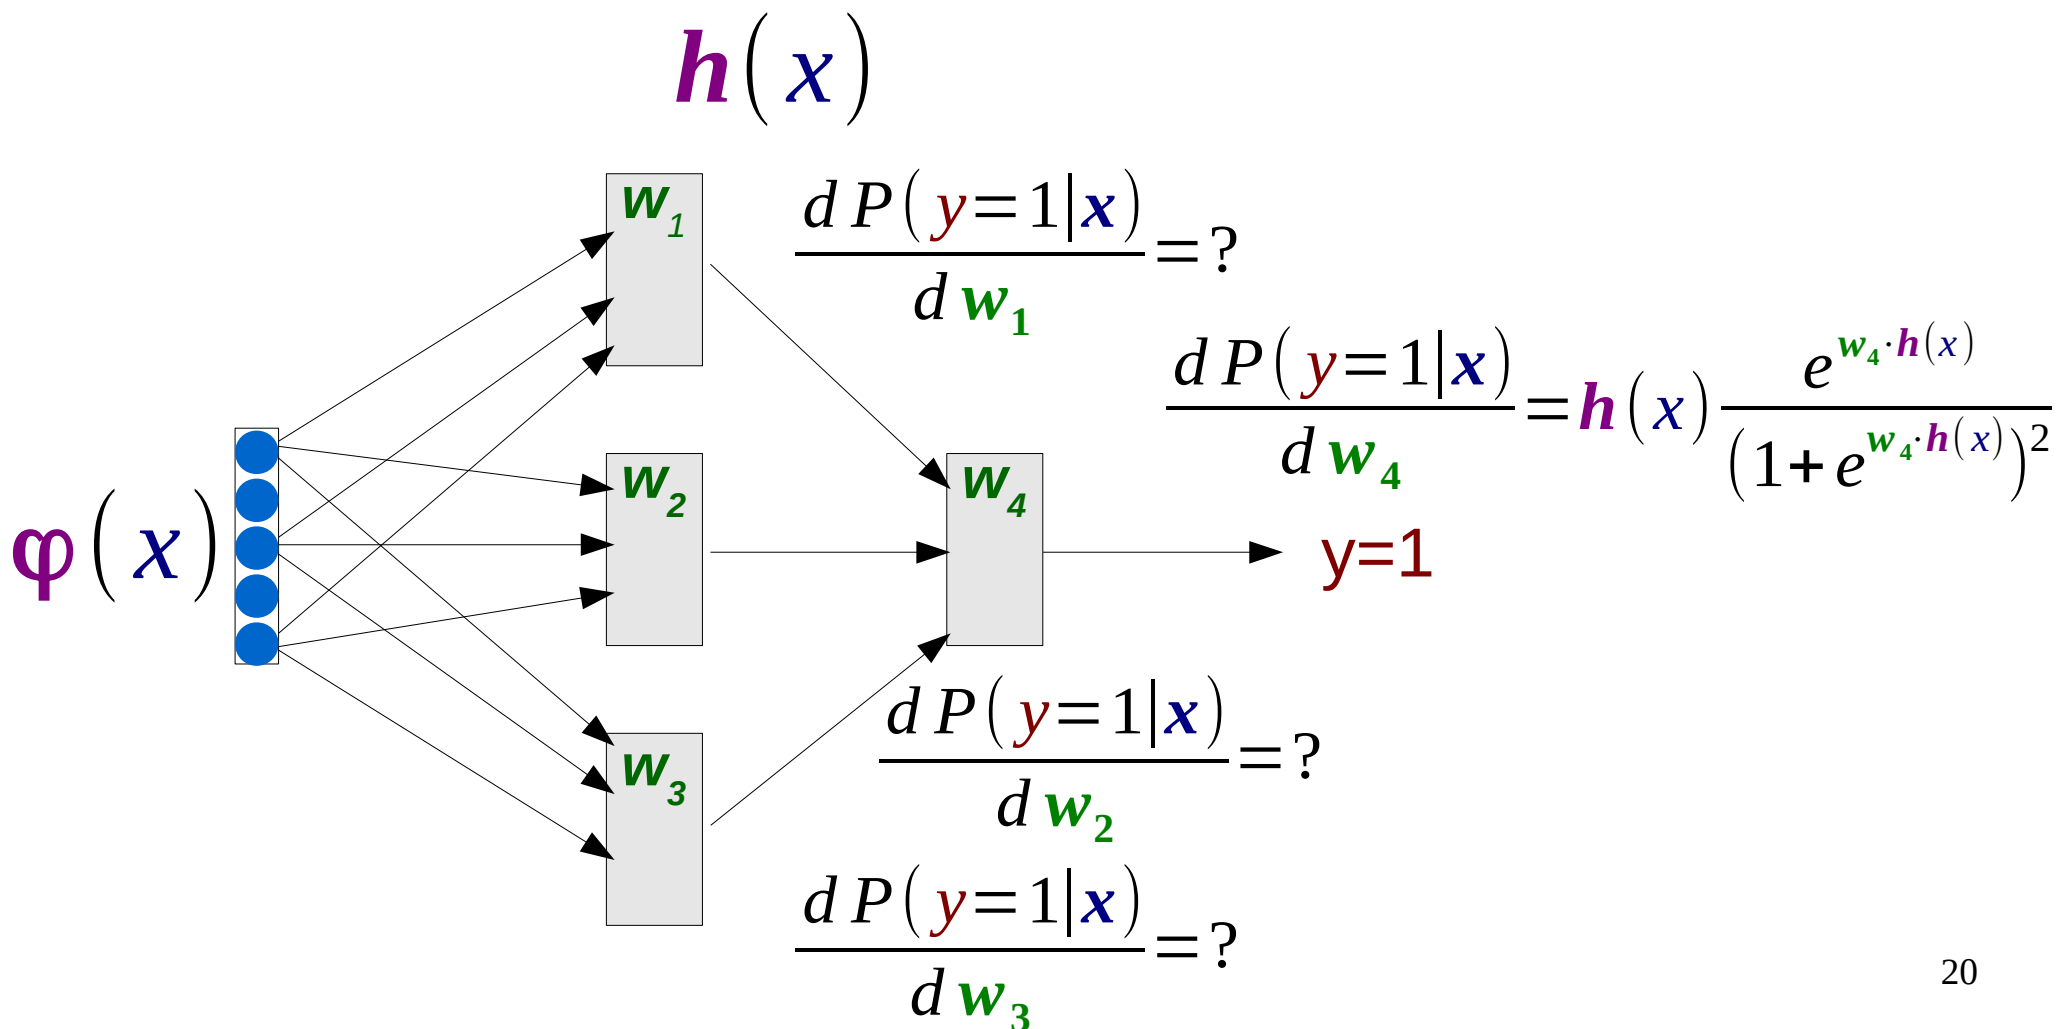 h(x)
w1
dP(y=1|x) / dw1 = ?
dP(y=1|x) / dw4 = h(x) e^(w4·h(x)) / (1+e^(w4·h(x)))^2
φ(x)
w2
w4
y=1
dP(y=1|x) / dw2 = ?
w3
dP(y=1|x) / dw3 = ?
20